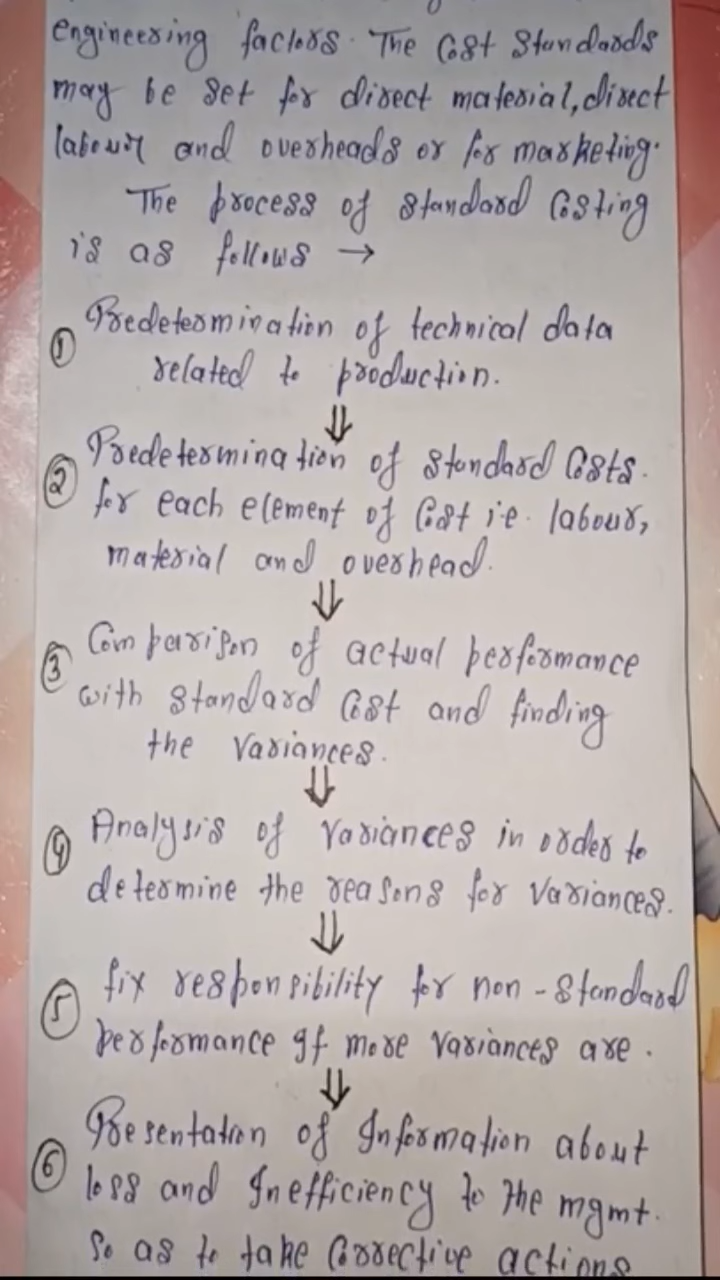 engineering factors. The Cost Standards
may be set for direct material, direct
labour and overheads or for marketing.
The process of standard Costing
is as follows →
① Predetermination of technical data
related to production.
⇓
② Predetermination of standard Costs.
for each element of Cost i.e. labour,
material and overhead.
⇓
③ Comparison of actual performance
with standard Cost and finding
the variances.
⇓
④ Analysis of variances in order to
determine the reasons for variances.
⇓
⑤ fix responsibility for non-standard
performance If more variances are.
⇓
⑥ Presentation of Information about
loss and Inefficiency to the mgmt.
So as to take Corrective actions